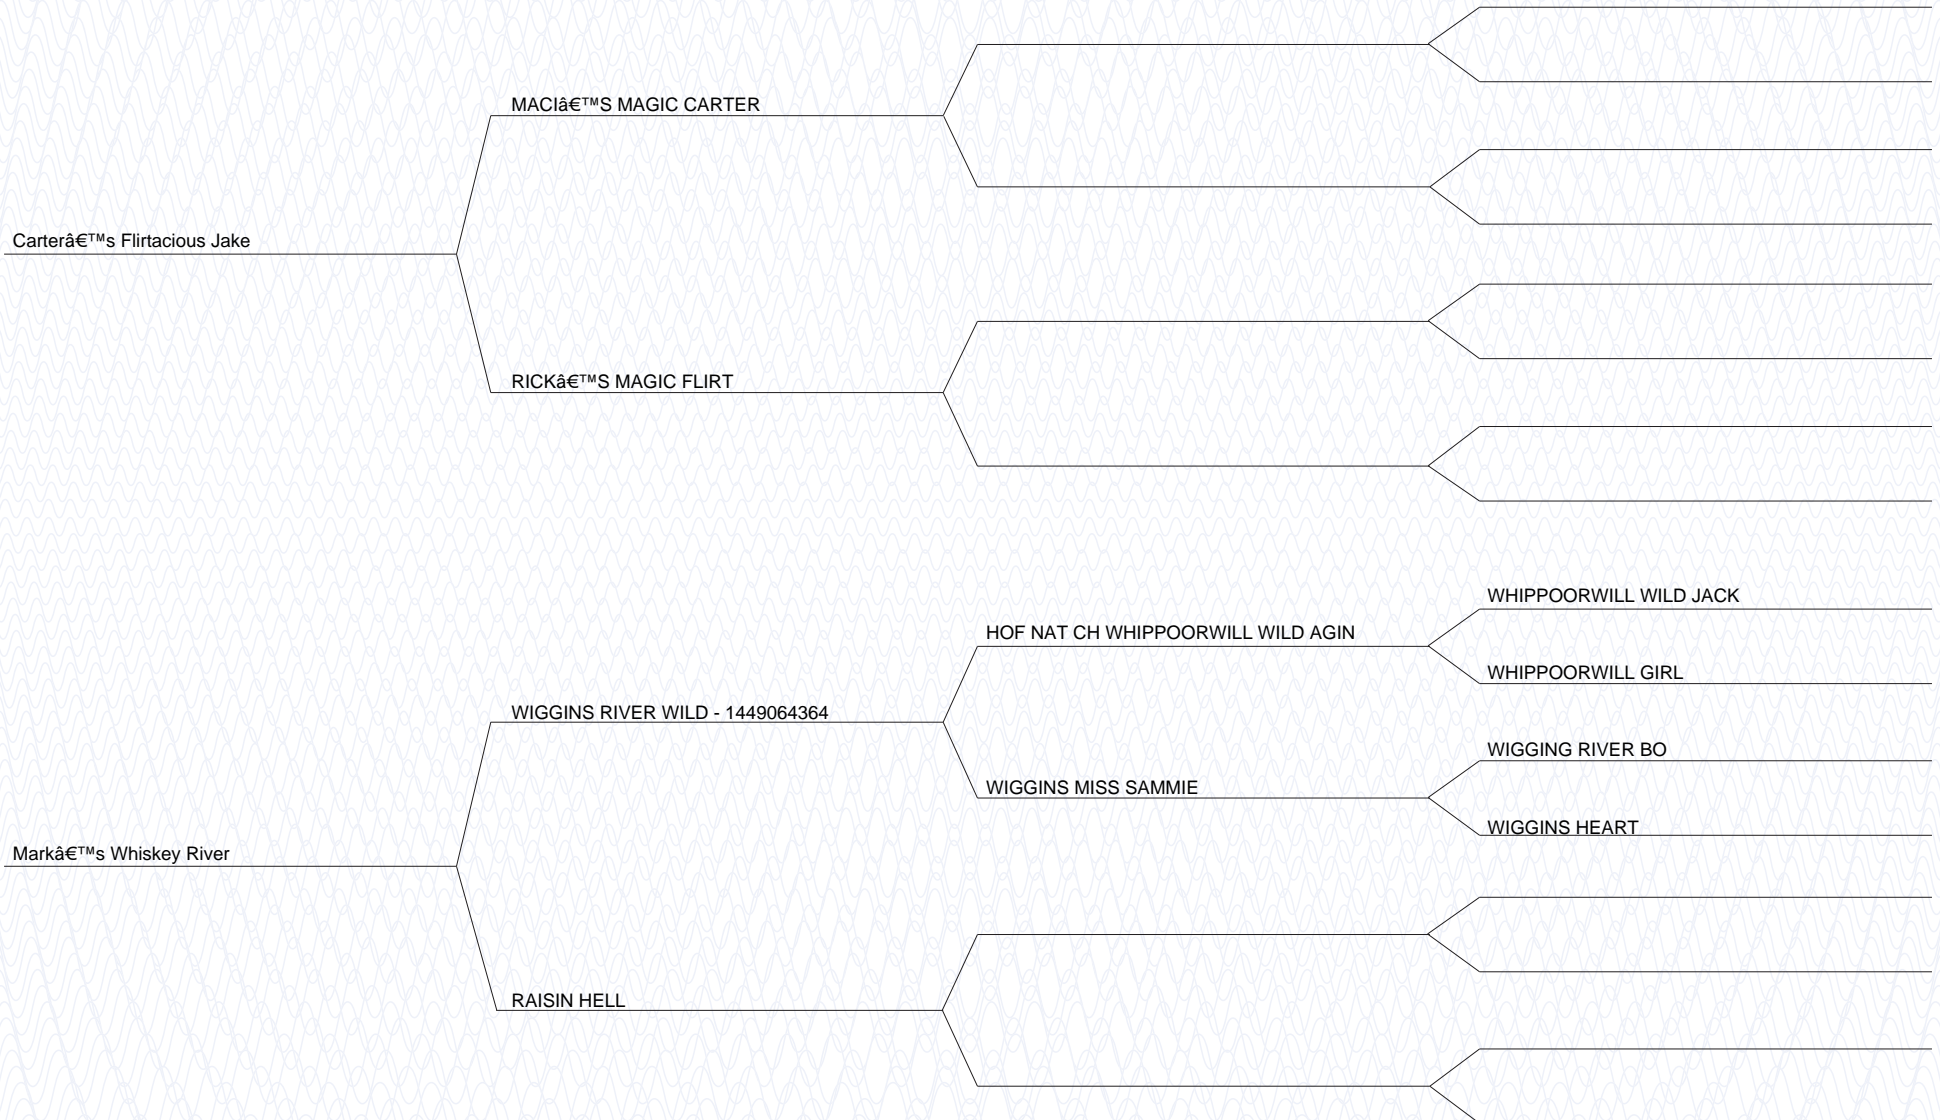 MACIâ€™S MAGIC CARTER
Carterâ€™s Flirtacious Jake
RICKâ€™S MAGIC FLIRT
WHIPPOORWILL WILD JACK
HOF NAT CH WHIPPOORWILL WILD AGIN
WHIPPOORWILL GIRL
WIGGINS RIVER WILD - 1449064364
WIGGING RIVER BO
WIGGINS MISS SAMMIE
WIGGINS HEART
Markâ€™s Whiskey River
RAISIN HELL